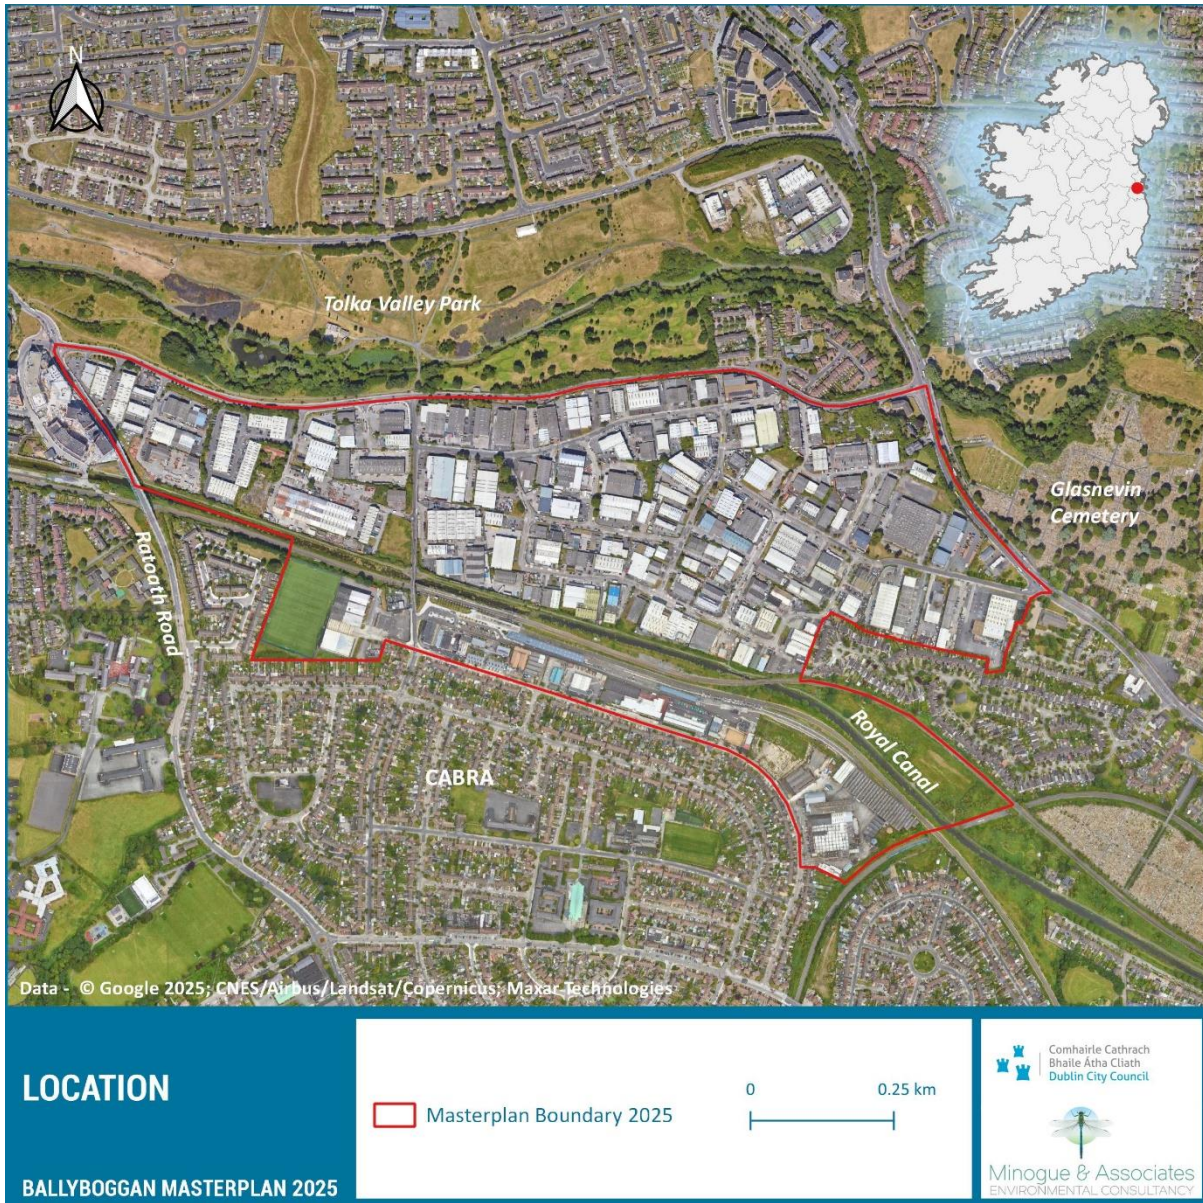 N
Tolka Valley Park
Glasnevin
Cemetery
Ratoath Road
Royal Canal
CABRA
Data - © Google 2025; CNES/Airbus/Landsat/Copernicus; Maxar Technologies
LOCATION
BALLYBOGGAN MASTERPLAN 2025
Masterplan Boundary 2025
0
0.25 km
Comhairle Cathrach
Bhaile Átha Cliath
Dublin City Council
Minogue & Associates
ENVIRONMENTAL CONSULTANCY